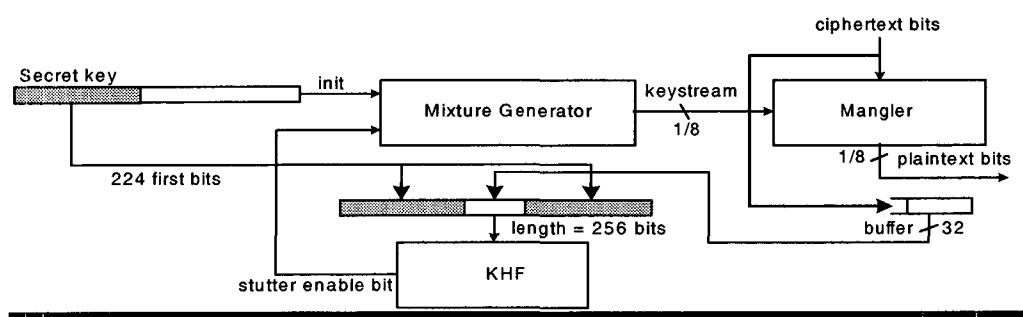 ciphertext bits
Secret key
init
Mixture Generator
keystream
1/8
Mangler
1/8
plaintext bits
224 first bits
length = 256 bits
buffer
32
KHF
stutter enable bit